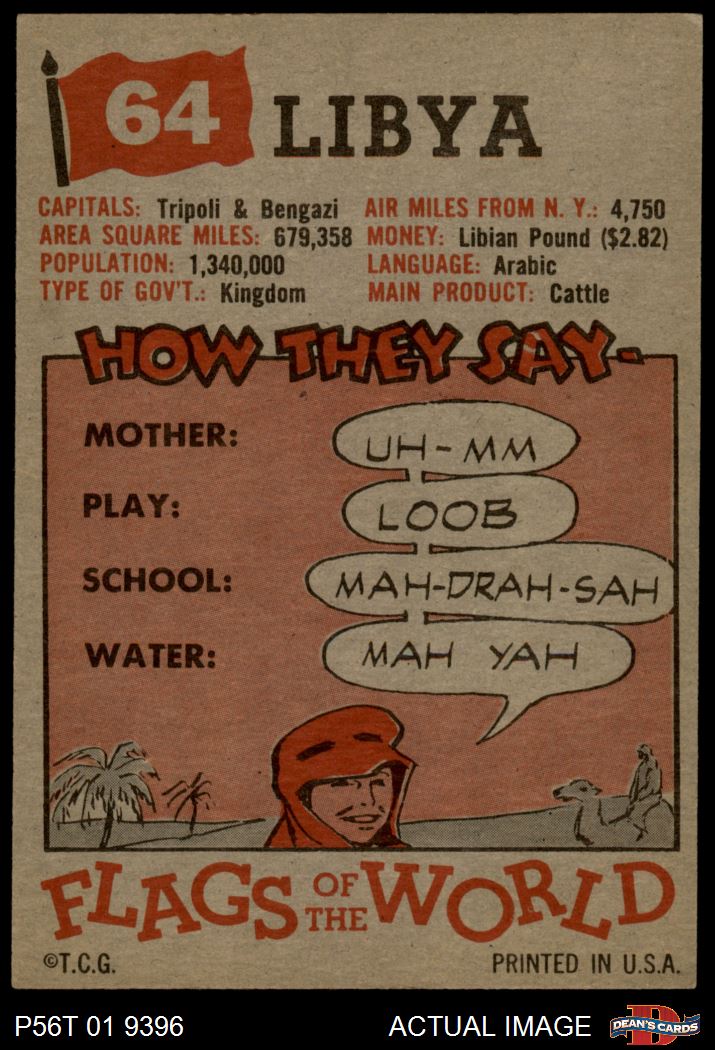 64 LIBYA
CAPITALS: Tripoli & Bengazi AIR MILES FROM N. Y.: 4,750
AREA SQUARE MILES: 679,358 MONEY: Libian Pound ($2.82)
POPULATION: 1,340,000 LANGUAGE: Arabic
TYPE OF GOV'T.: Kingdom MAIN PRODUCT: Cattle
HOW THEY SAY-
MOTHER: UH-MM
PLAY: LOOB
SCHOOL: MAH-DRAH-SAH
WATER: MAH YAH
FLAGS OF THE WORLD
©T.C.G. PRINTED IN U.S.A.
P56T 01 9396 ACTUAL IMAGE D DEAN'S CARDS